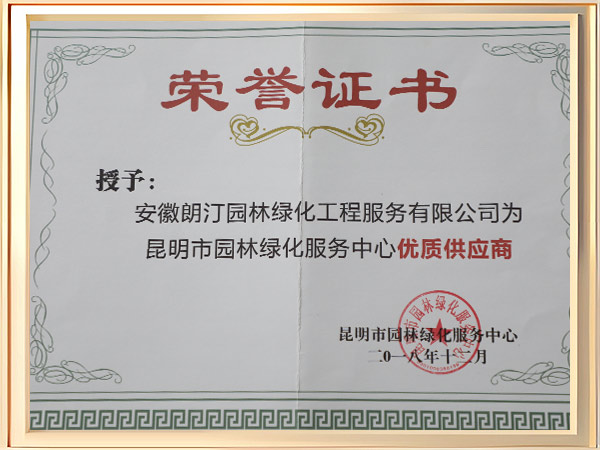 荣誉证书
授予：
安徽朗汀园林绿化工程服务有限公司为
昆明市园林绿化服务中心优质供应商
昆明市园林绿化服务中心
二〇一八年十二月